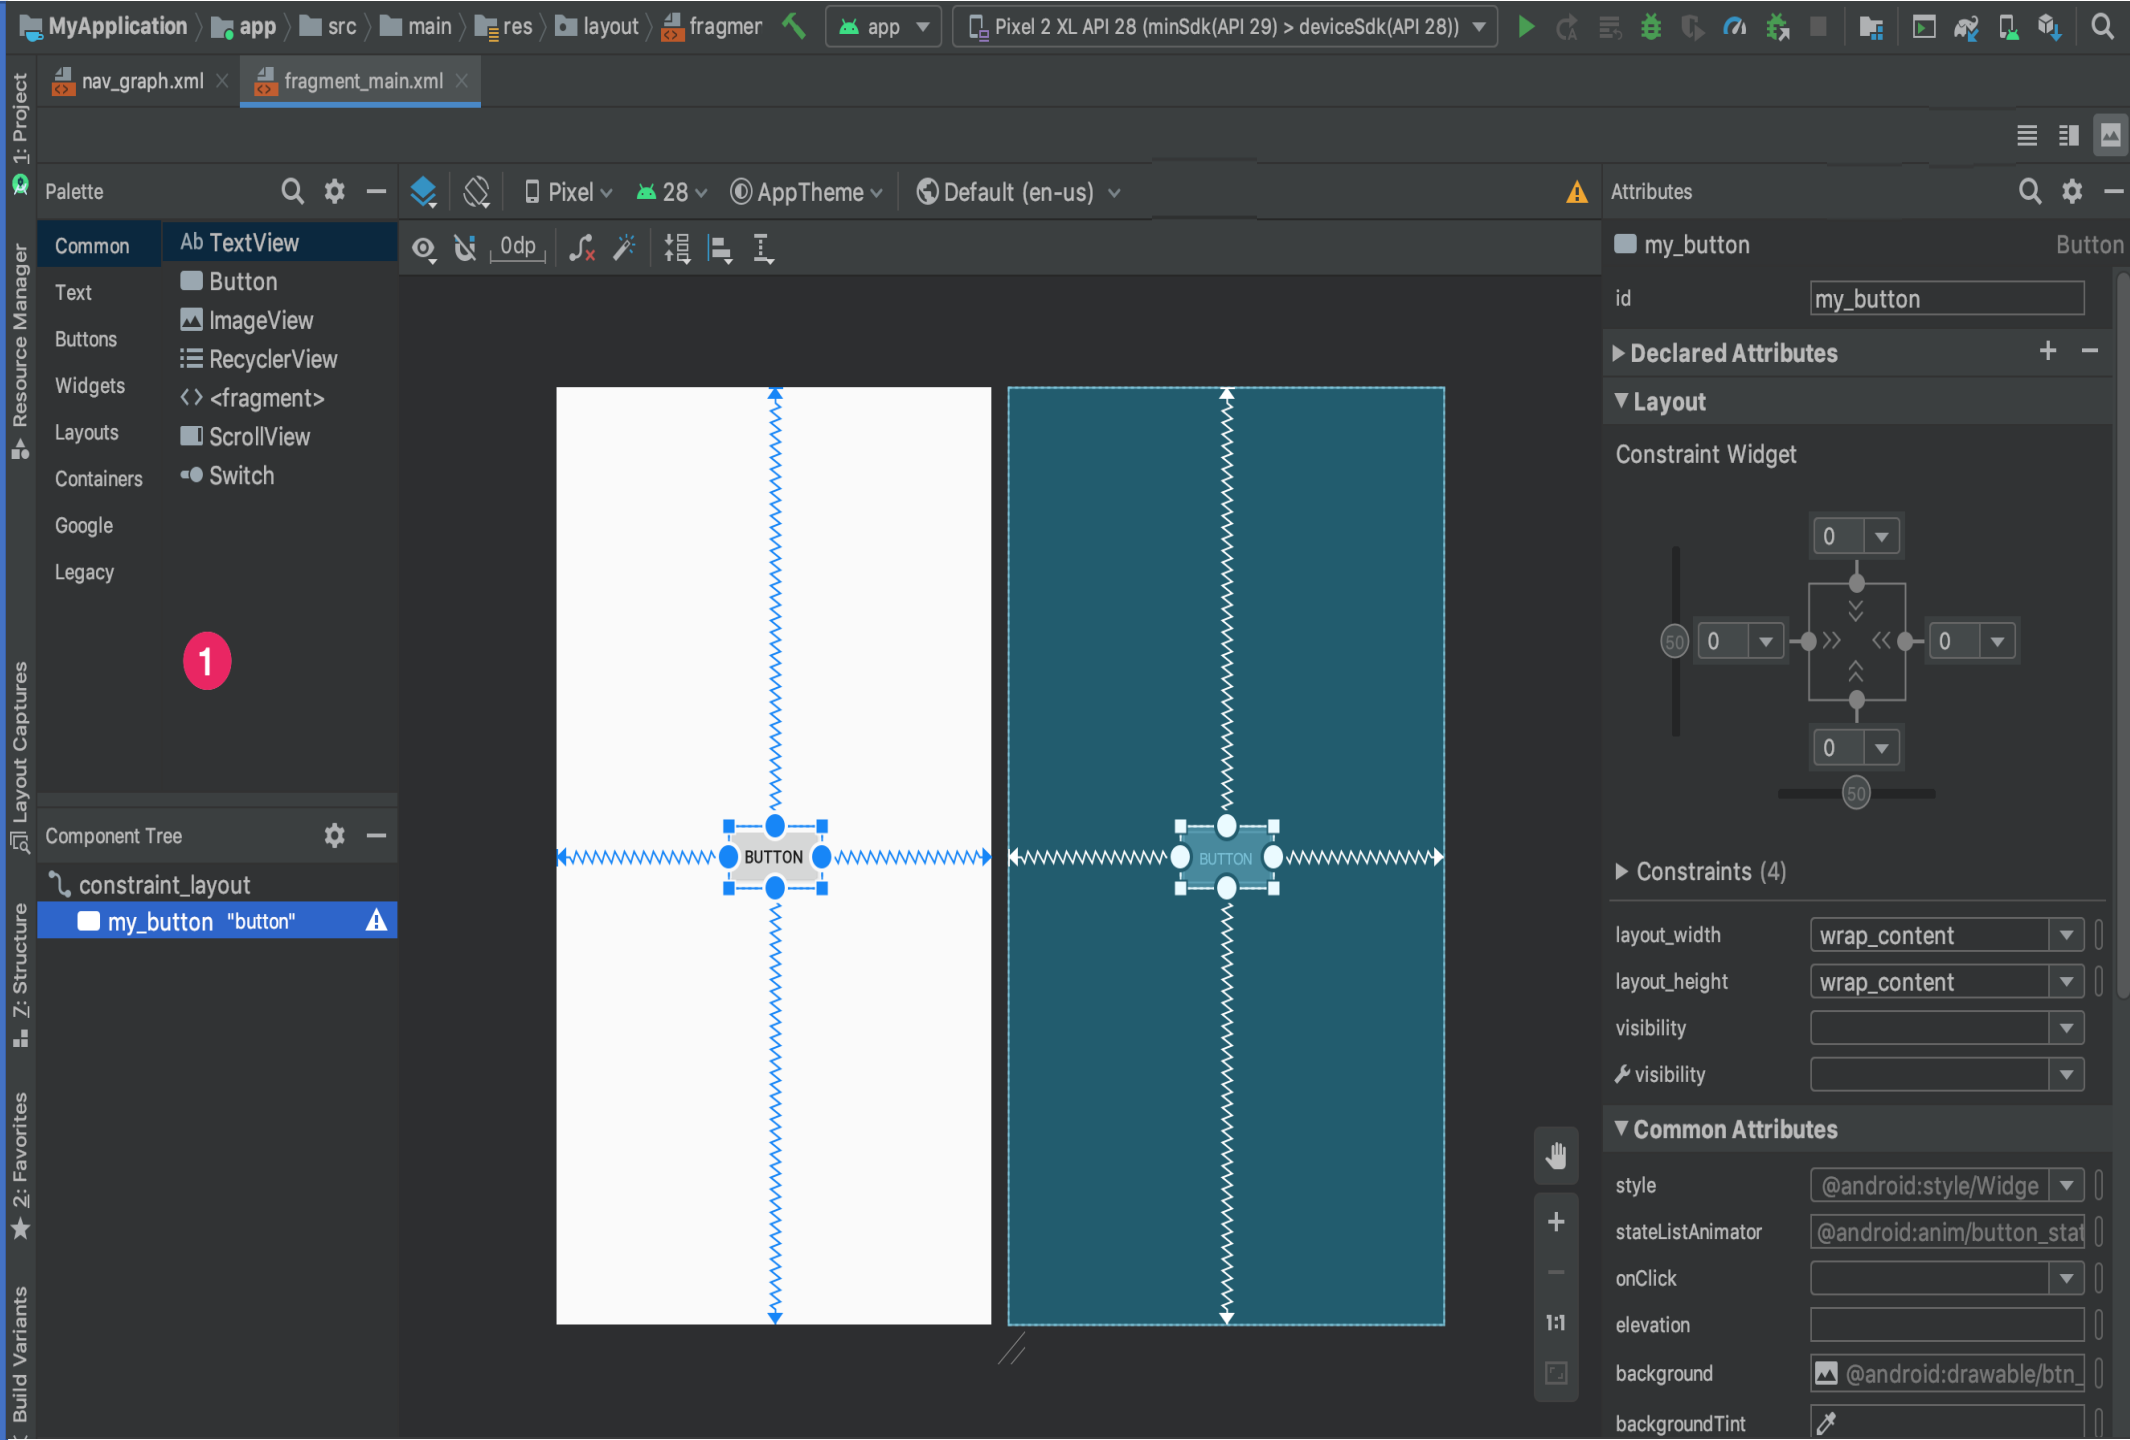 MyApplication app src main res layout fragmer app Pixel 2 XL API 28 (minSdk(API 29) > deviceSdk(API 28))
nav_graph.xml fragment_main.xml
1: Project
Resource Manager
Layout Captures
Z: Structure
2: Favorites
Build Variants
Palette
Common
Text
Buttons
Widgets
Layouts
Containers
Google
Legacy
Ab TextView
Button
ImageView
RecyclerView
<fragment>
ScrollView
Switch
1
Component Tree
constraint_layout
my_button "button"
Pixel 28 AppTheme Default (en-us)
0dp
BUTTON
BUTTON
1:1
Attributes
my_button Button
id my_button
Declared Attributes
Layout
Constraint Widget
0
50 0 0
0
50
Constraints (4)
layout_width wrap_content
layout_height wrap_content
visibility
visibility
Common Attributes
style @android:style/Widge
stateListAnimator @android:anim/button_stat
onClick
elevation
background @android:drawable/btn_
backgroundTint